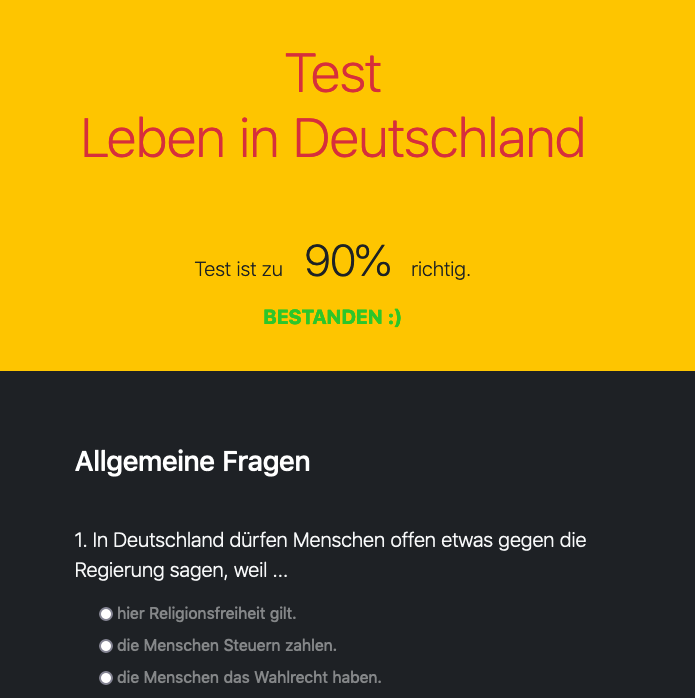 Test
Leben in Deutschland
Test ist zu 90% richtig.
BESTANDEN :)
Allgemeine Fragen
1. In Deutschland dürfen Menschen offen etwas gegen die
Regierung sagen, weil ...
hier Religionsfreiheit gilt.
die Menschen Steuern zahlen.
die Menschen das Wahlrecht haben.